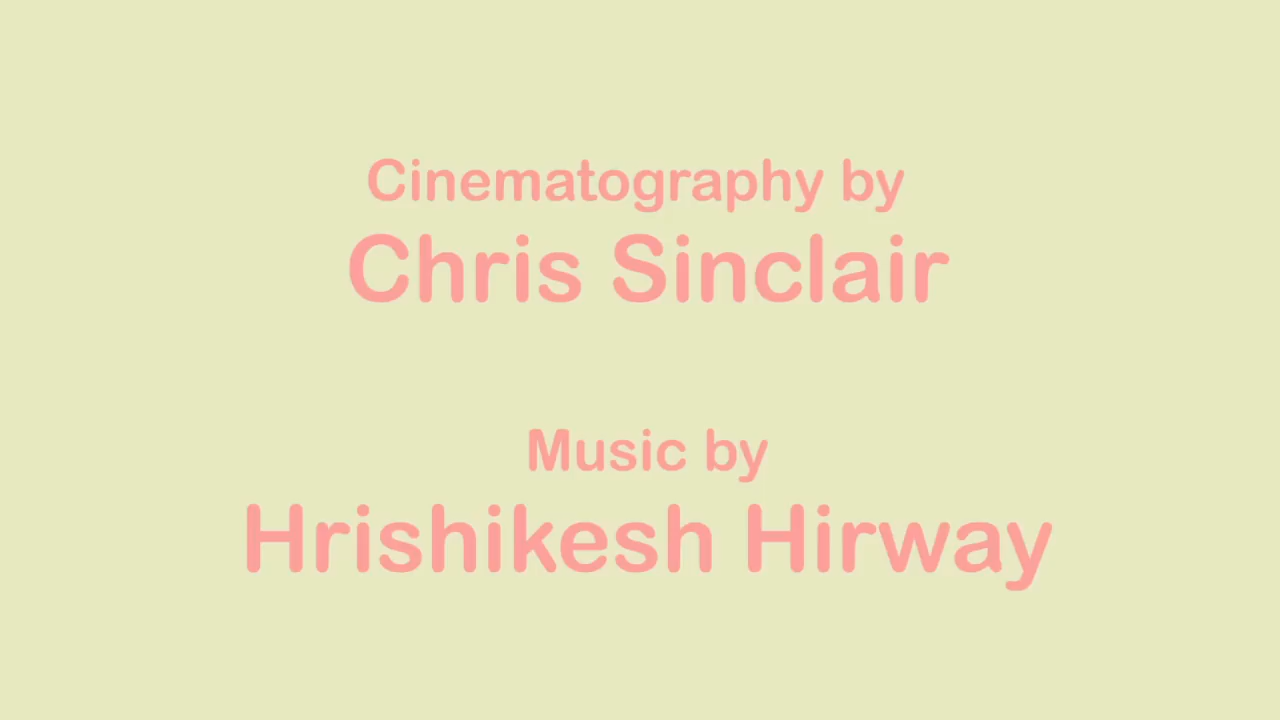 Cinematography by
Chris Sinclair
Music by
Hrishikesh Hirway